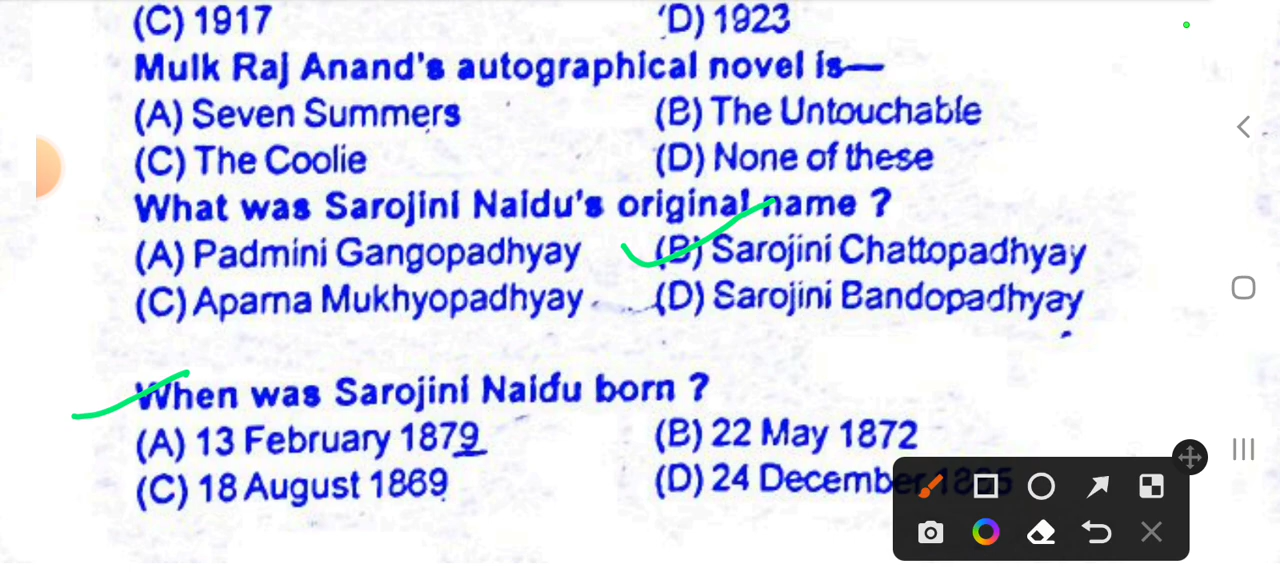 (C) 1917 (D) 1923
Mulk Raj Anand's autographical novel is—
(A) Seven Summers (B) The Untouchable
(C) The Coolie (D) None of these
What was Sarojini Naidu's original name ?
(A) Padmini Gangopadhyay (B) Sarojini Chattopadhyay
(C) Aparna Mukhyopadhyay (D) Sarojini Bandopadhyay
When was Sarojini Naidu born ?
(A) 13 February 1879 (B) 22 May 1872
(C) 18 August 1869 (D) 24 December